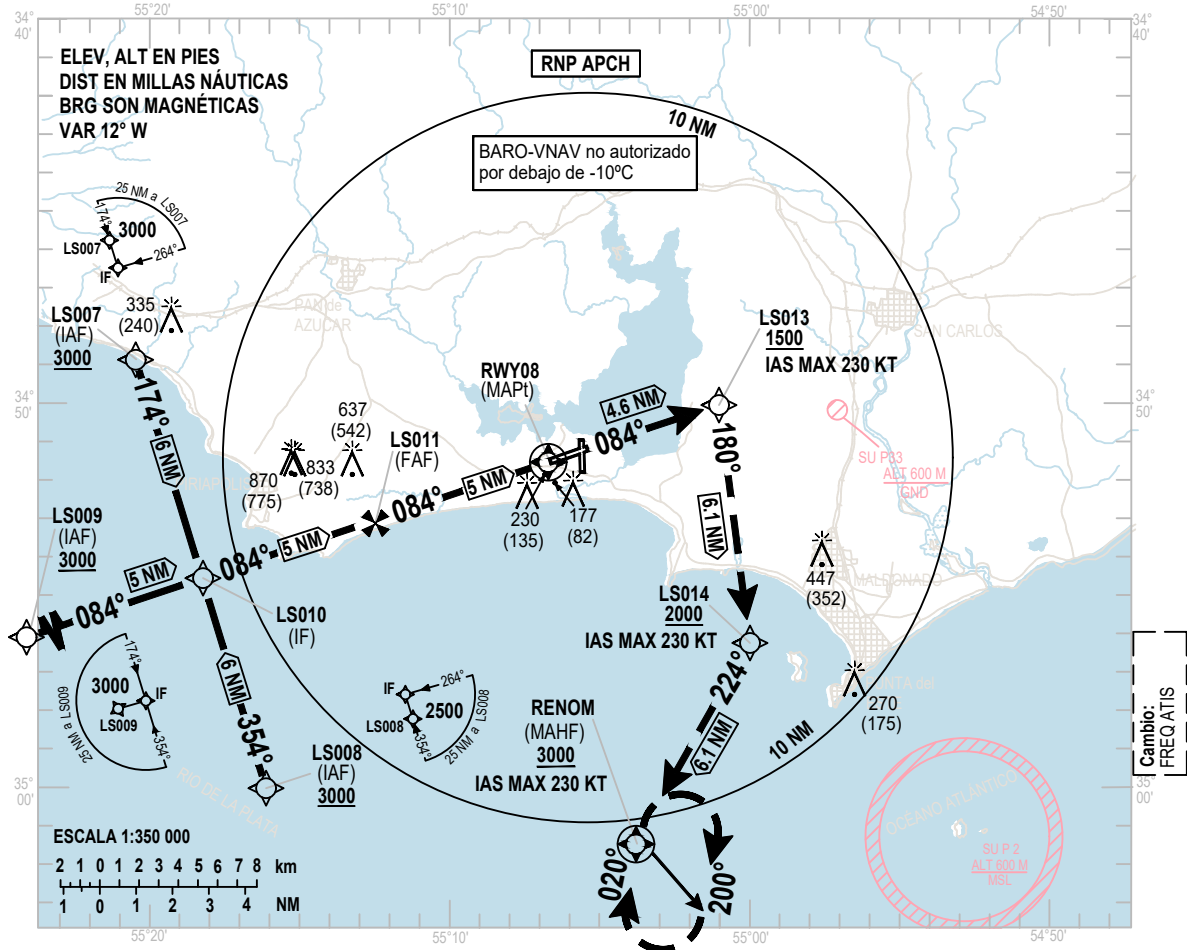 55°20'
55°10'
55°00'
54°50'
34°
40'
34°
40'
ELEV, ALT EN PIES
DIST EN MILLAS NÁUTICAS
BRG SON MAGNÉTICAS
VAR 12° W
RNP APCH
10 NM
BARO-VNAV no autorizado
por debajo de -10ºC
25 NM a LS007
174°
3000
LS007
264°
IF
LS007
(IAF)
3000
335
(240)
PAN de
AZUCAR
SAN CARLOS
LS013
1500
IAS MAX 230 KT
RWY08
(MAPt)
34°
50'
34°
50'
174°
6 NM
637
(542)
870
(775)
833
(738)
LS011
(FAF)
4.6 NM
084°
SU P33
ALT 600 M
GND
180°
6.1 NM
5 NM
084°
230
(135)
177
(82)
LS009
(IAF)
3000
5 NM
084°
5 NM
084°
447
(352)
MALDONADO
LS010
(IF)
LS014
2000
IAS MAX 230 KT
224°
6.1 NM
6 NM
354°
174°
3000
IF
LS009
354°
25 NM a LS009
IF
264°
2500
LS008
354°
25 NM a LS008
RENOM
(MAHF)
3000
IAS MAX 230 KT
10 NM
270
(175)
Cambio:
FREQ ATIS
LS008
(IAF)
3000
RIO DE LA PLATA
35°
00'
35°
00'
OCÉANO ATLÁNTICO
SU P 2
ALT 600 M
MSL
020°
200°
ESCALA 1:350 000
2 1 0 1 2 3 4 5 6 7 8 km
1 0 1 2 3 4 NM
55°20'
55°10'
55°00'
54°50'